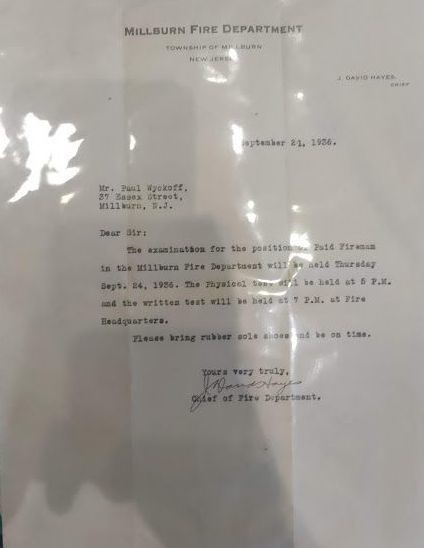 MILLBURN FIRE DEPARTMENT
TOWNSHIP OF MILLBURN
NEW JERSEY
J. DAVID HAYES,
CHIEF
September 21, 1936.
Mr. Paul Wyckoff,
37 Essex Street,
Millburn, N.J.
Dear Sir:
The examination for the position of Paid Fireman
in the Millburn Fire Department will be held Thursday
Sept. 24, 1936. The Physical test will be held at 5 P.M.
and the written test will be held at 7 P.M. at Fire
Headquarters.
Please bring rubber sole shoes and be on time.
Yours very truly,
J David Hayes
Chief of Fire Department.